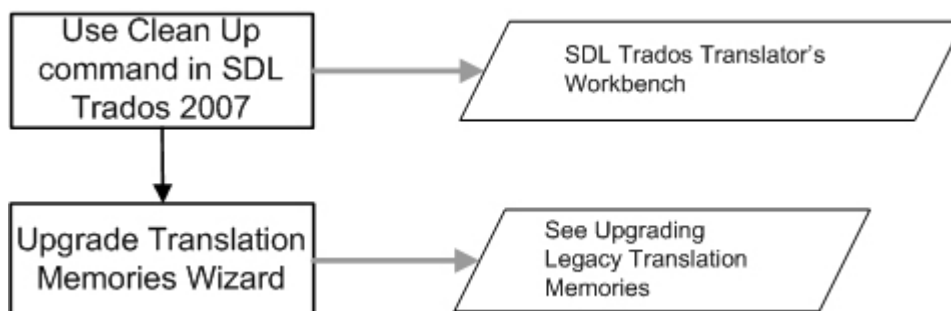 Use Clean Up
command in SDL
Trados 2007
SDL Trados Translator's
Workbench
Upgrade Translation
Memories Wizard
See Upgrading
Legacy Translation
Memories